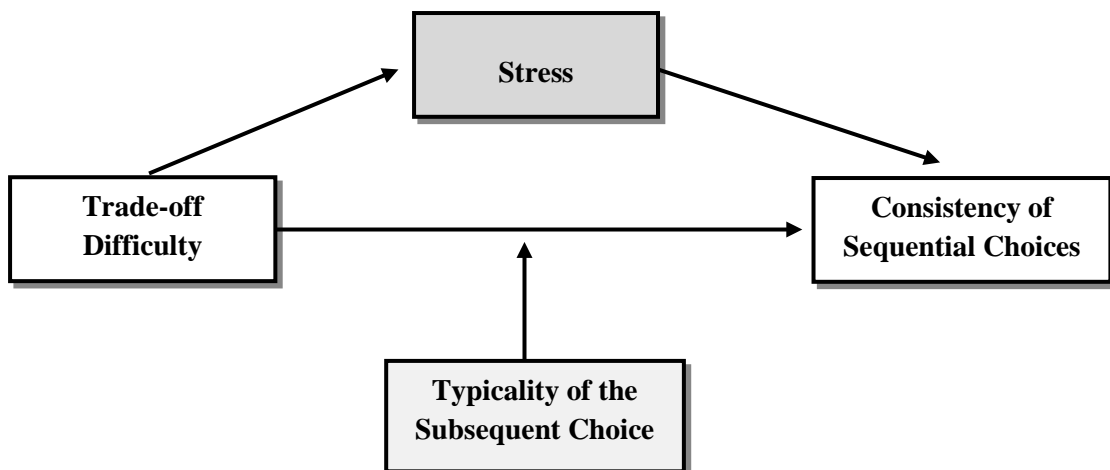 Stress
Trade-off
Difficulty
Consistency of
Sequential Choices
Typicality of the
Subsequent Choice